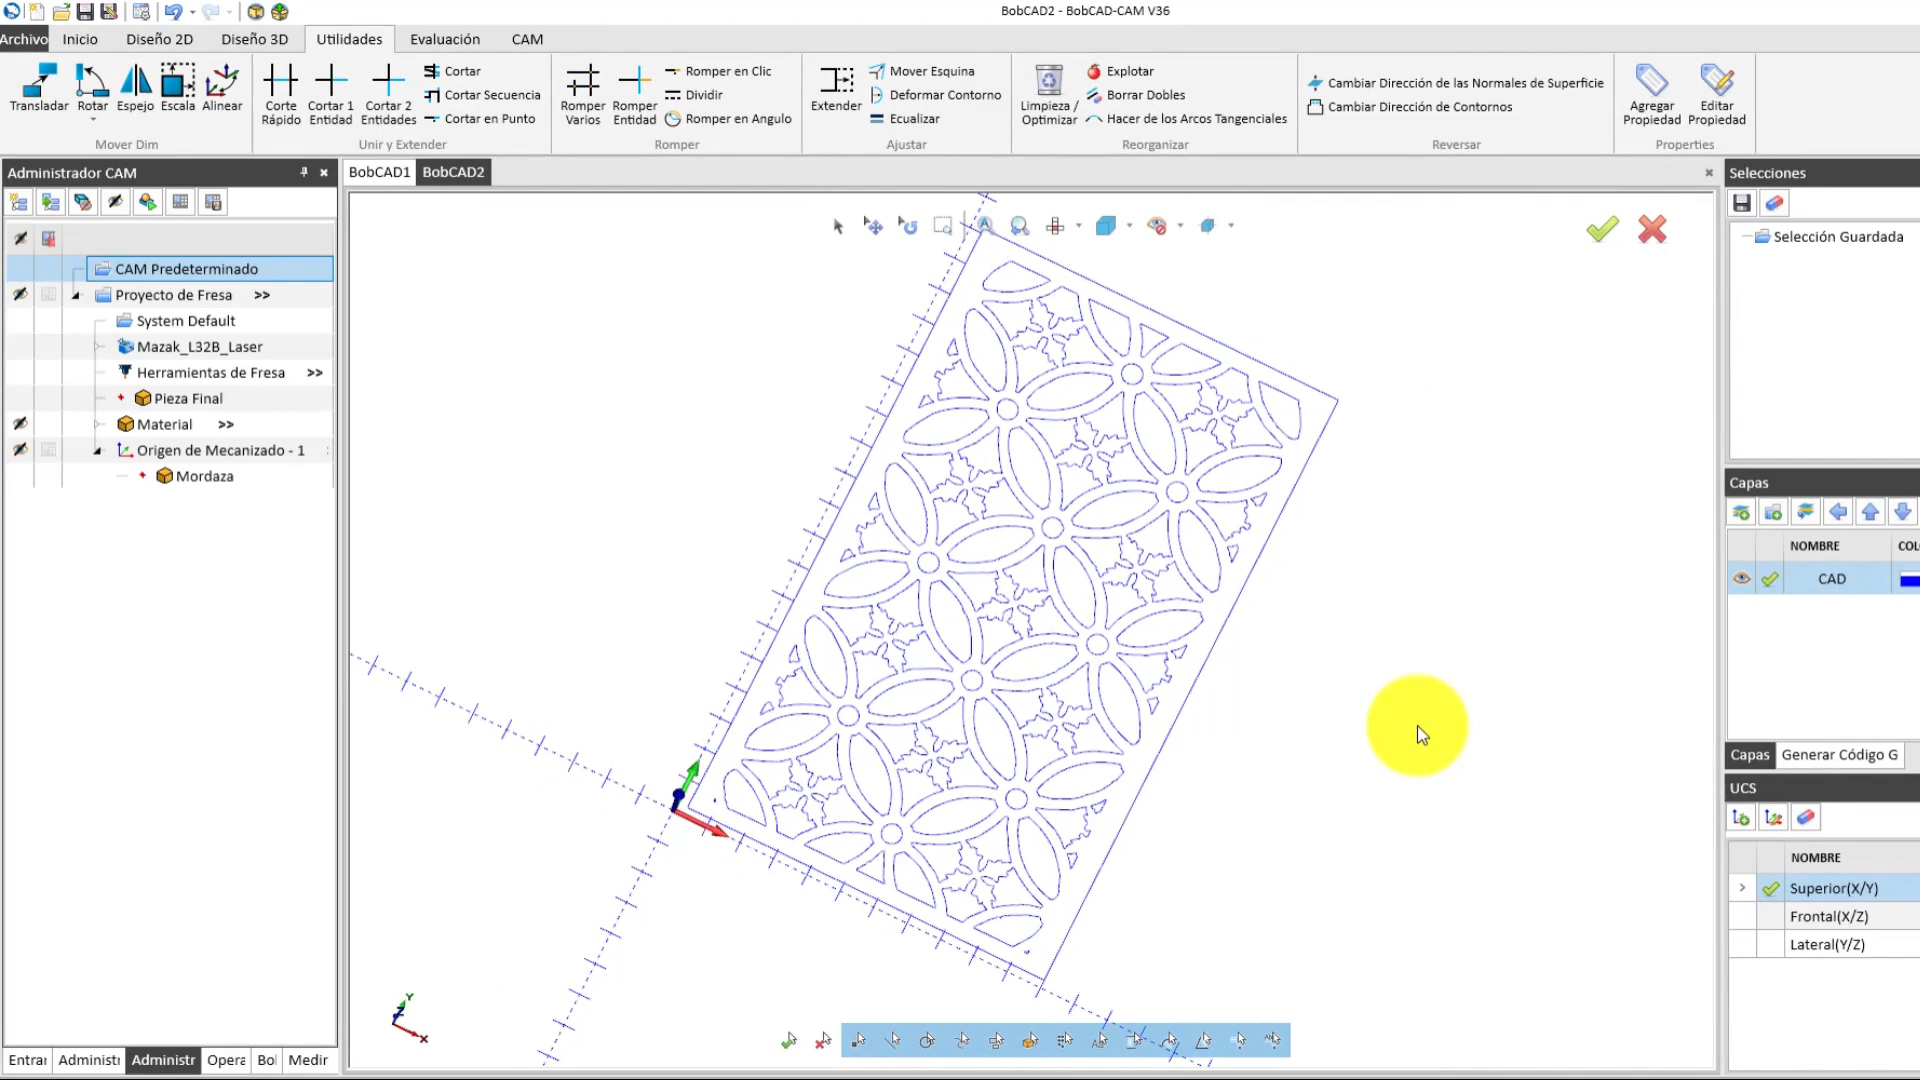 BobCAD2 - BobCAD-CAM V36
Archivo
Inicio
Diseño 2D
Diseño 3D
Utilidades
Evaluación
CAM
Trasladar
Rotar
Espejo
Escala
Alinear
Mover Dim
Corte Rápido
Cortar 1 Entidad
Cortar 2 Entidades
Cortar
Cortar Secuencia
Cortar en Punto
Unir y Extender
Romper Varios
Romper Entidad
Romper en Clic
Dividir
Romper en Angulo
Romper
Extender
Mover Esquina
Deformar Contorno
Ecualizar
Ajustar
Limpieza / Optimizar
Explotar
Borrar Dobles
Hacer de los Arcos Tangenciales
Reorganizar
Cambiar Dirección de las Normales de Superficie
Cambiar Dirección de Contornos
Reversar
Agregar Propiedad
Editar Propiedad
Properties
Administrador CAM
CAM Predeterminado
Proyecto de Fresa >>
System Default
Mazak_L32B_Laser
Herramientas de Fresa >>
Pieza Final
Material >>
Origen de Mecanizado - 1
Mordaza
Entrar
Administr
Administr
Opera
Bol
Medir
BobCAD1
BobCAD2
Y
Z
X
Selecciones
Selección Guardada
Capas
NOMBRE
COL
CAD
Capas
Generar Código G
UCS
NOMBRE
Superior(X/Y)
Frontal(X/Z)
Lateral(Y/Z)